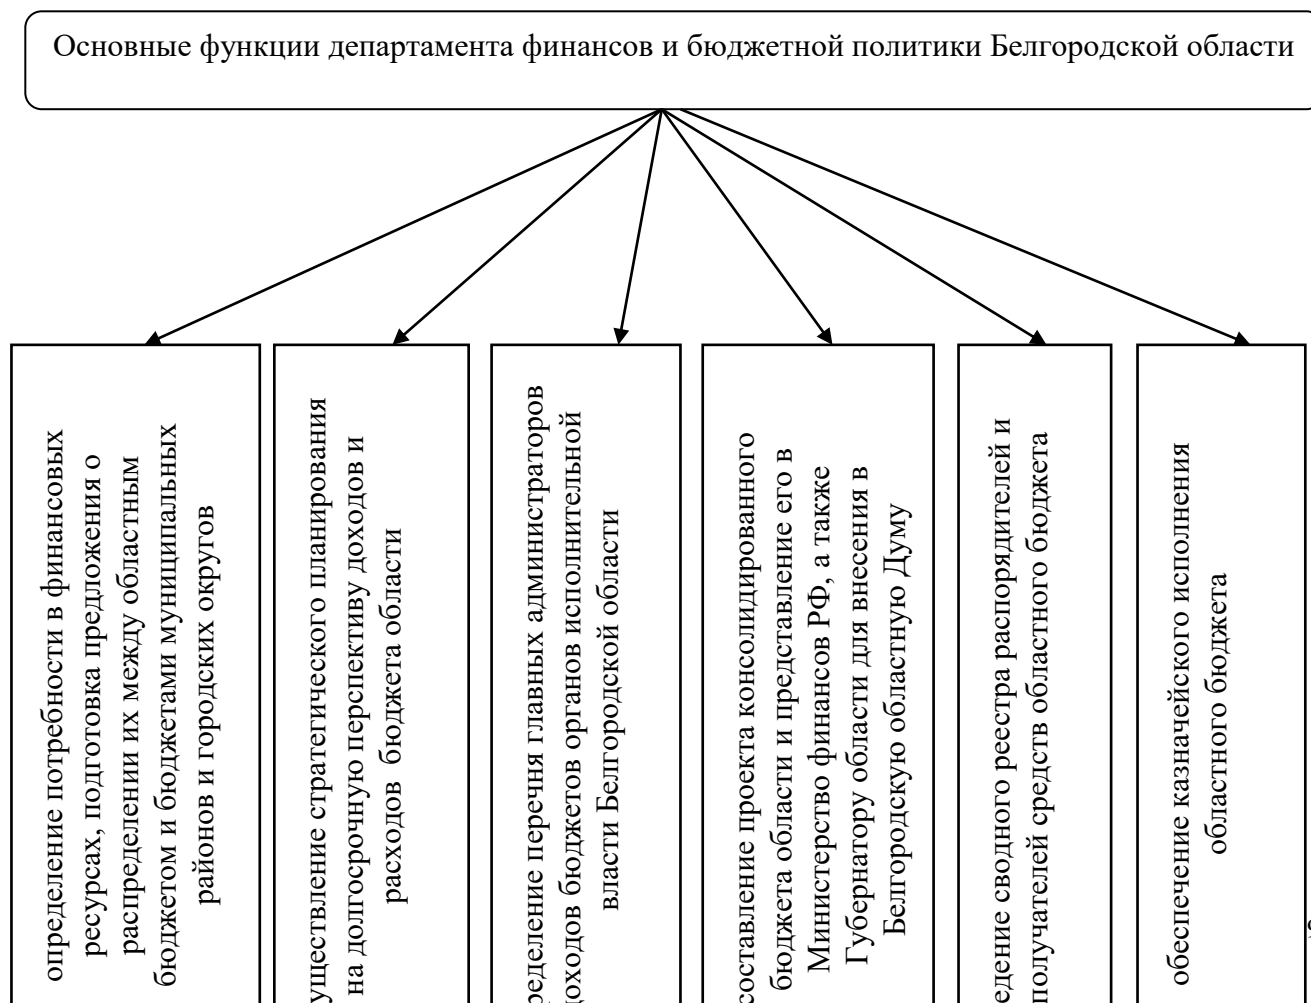 Основные функции департамента финансов и бюджетной политики Белгородской области
определение потребности в финансовых
ресурсах, подготовка предложения о
распределении их между областным
бюджетом и бюджетами муниципальных
районов и городских округов
уществление стратегического планирования
на долгосрочную перспективу доходов и
расходов бюджета области
ределение перечня главных администраторов
доходов бюджетов органов исполнительной
власти Белгородской области
составление проекта консолидированного
бюджета области и представление его в
Министерство финансов РФ, а также
Губернатору области для внесения в
Белгородскую областную Думу
едение сводного реестра распорядителей и
получателей средств областного бюджета
обеспечение казначейского исполнения
областного бюджета